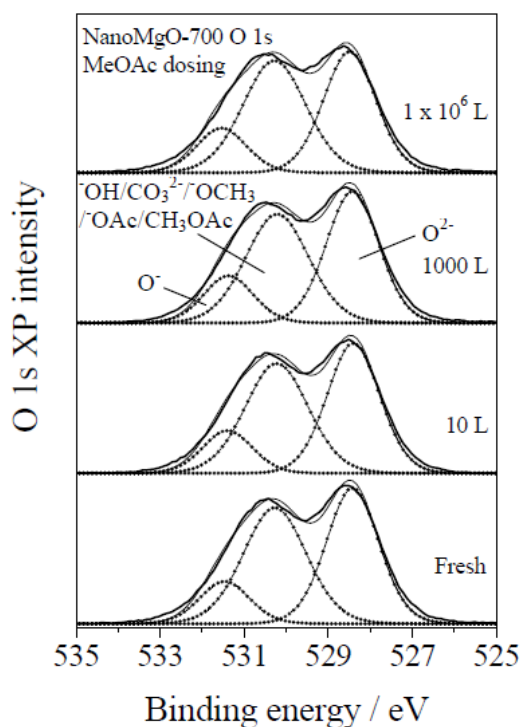 NanoMgO-700 O 1s
MeOAc dosing
1 x 10⁶ L
⁻OH/CO₃²⁻/⁻OCH₃
/⁻OAc/CH₃OAc
O²⁻
O⁻
1000 L
10 L
Fresh
O 1s XP intensity
535 533 531 529 527 525
Binding energy / eV